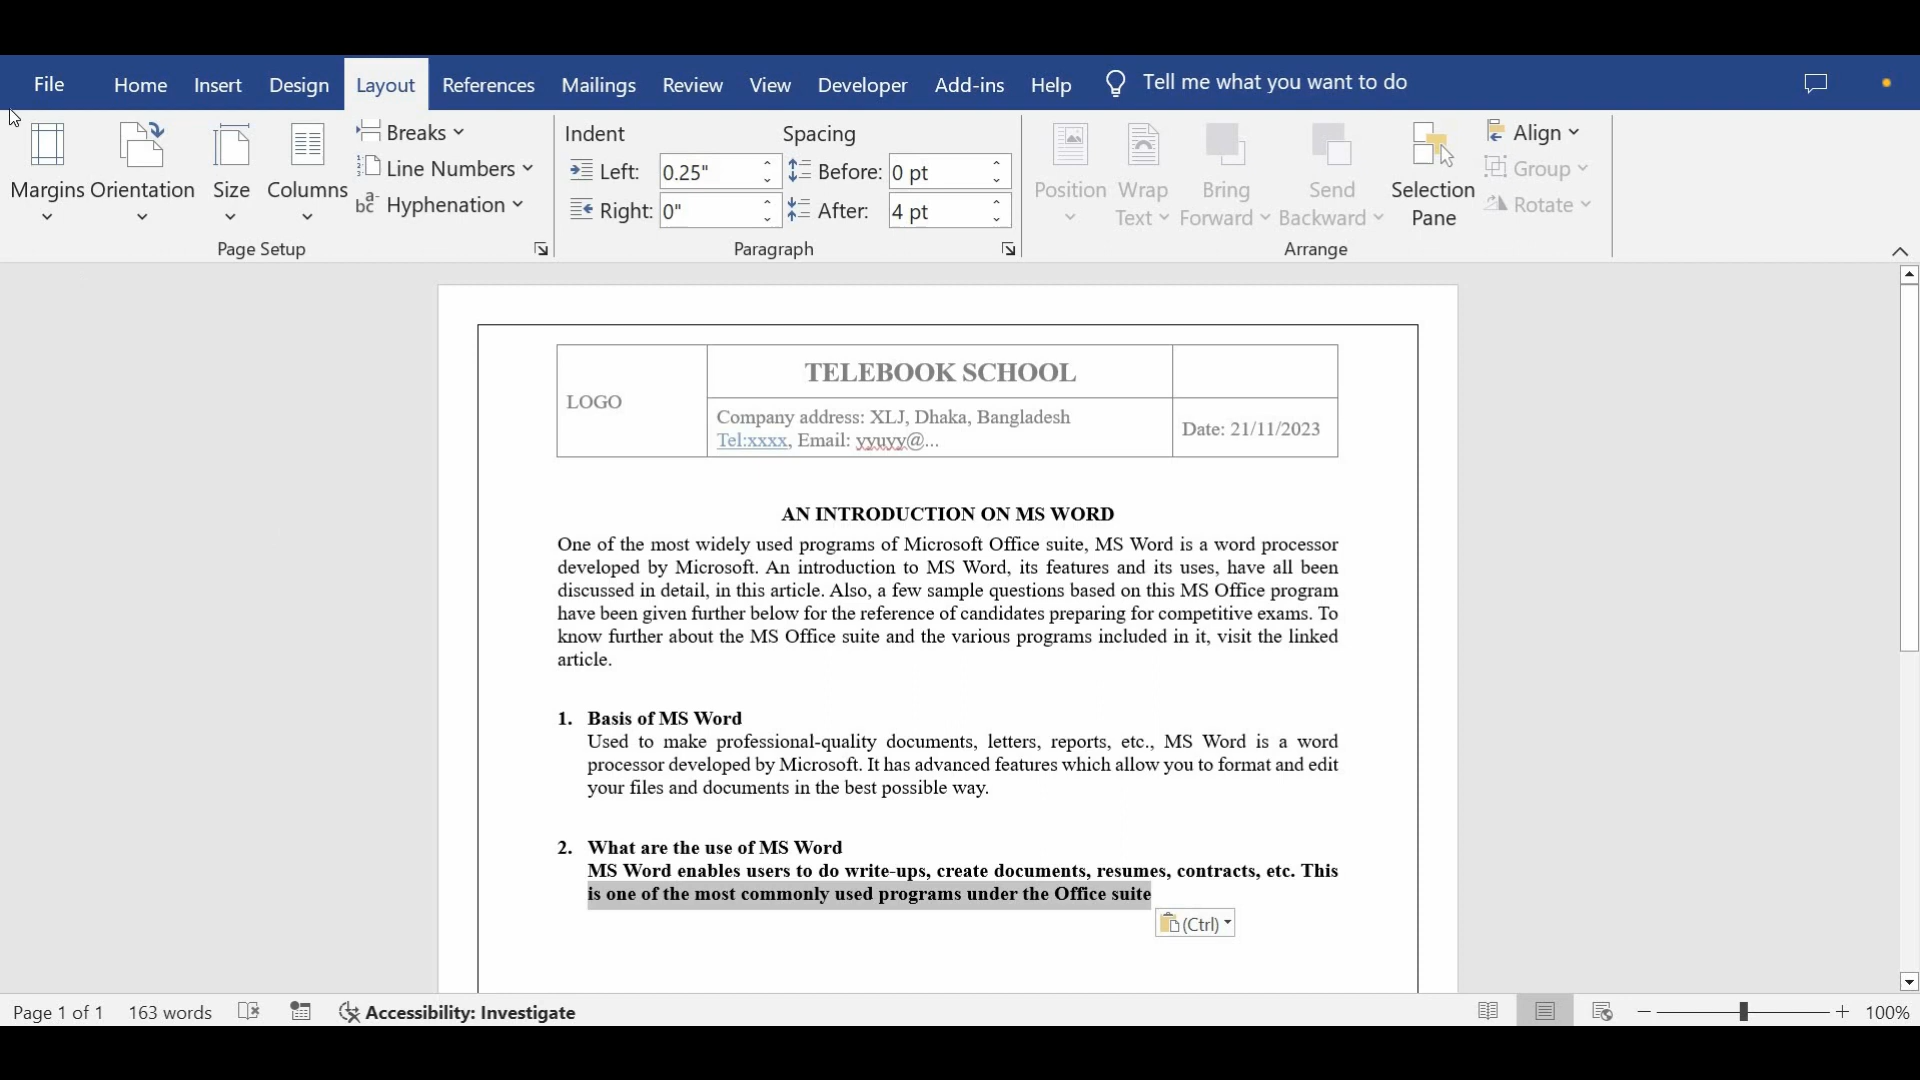 File Home Insert Design Layout References Mailings Review View Developer Add-ins Help Tell me what you want to do
Margins Orientation Size Columns
Breaks
Line Numbers
Hyphenation
Page Setup
Indent Spacing
Left: 0.25" Before: 0 pt
Right: 0" After: 4 pt
Paragraph
Position Wrap Text Bring Forward Send Backward Selection Pane
Align
Group
Rotate
Arrange
LOGO
TELEBOOK SCHOOL
Company address: XLJ, Dhaka, Bangladesh
Tel:xxxx, Email: yyuyy@...
Date: 21/11/2023
AN INTRODUCTION ON MS WORD
One of the most widely used programs of Microsoft Office suite, MS Word is a word processor
developed by Microsoft. An introduction to MS Word, its features and its uses, have all been
discussed in detail, in this article. Also, a few sample questions based on this MS Office program
have been given further below for the reference of candidates preparing for competitive exams. To
know further about the MS Office suite and the various programs included in it, visit the linked
article.
1. Basis of MS Word
Used to make professional-quality documents, letters, reports, etc., MS Word is a word
processor developed by Microsoft. It has advanced features which allow you to format and edit
your files and documents in the best possible way.
2. What are the use of MS Word
MS Word enables users to do write-ups, create documents, resumes, contracts, etc. This
is one of the most commonly used programs under the Office suite
(Ctrl)
Page 1 of 1 163 words Accessibility: Investigate 100%